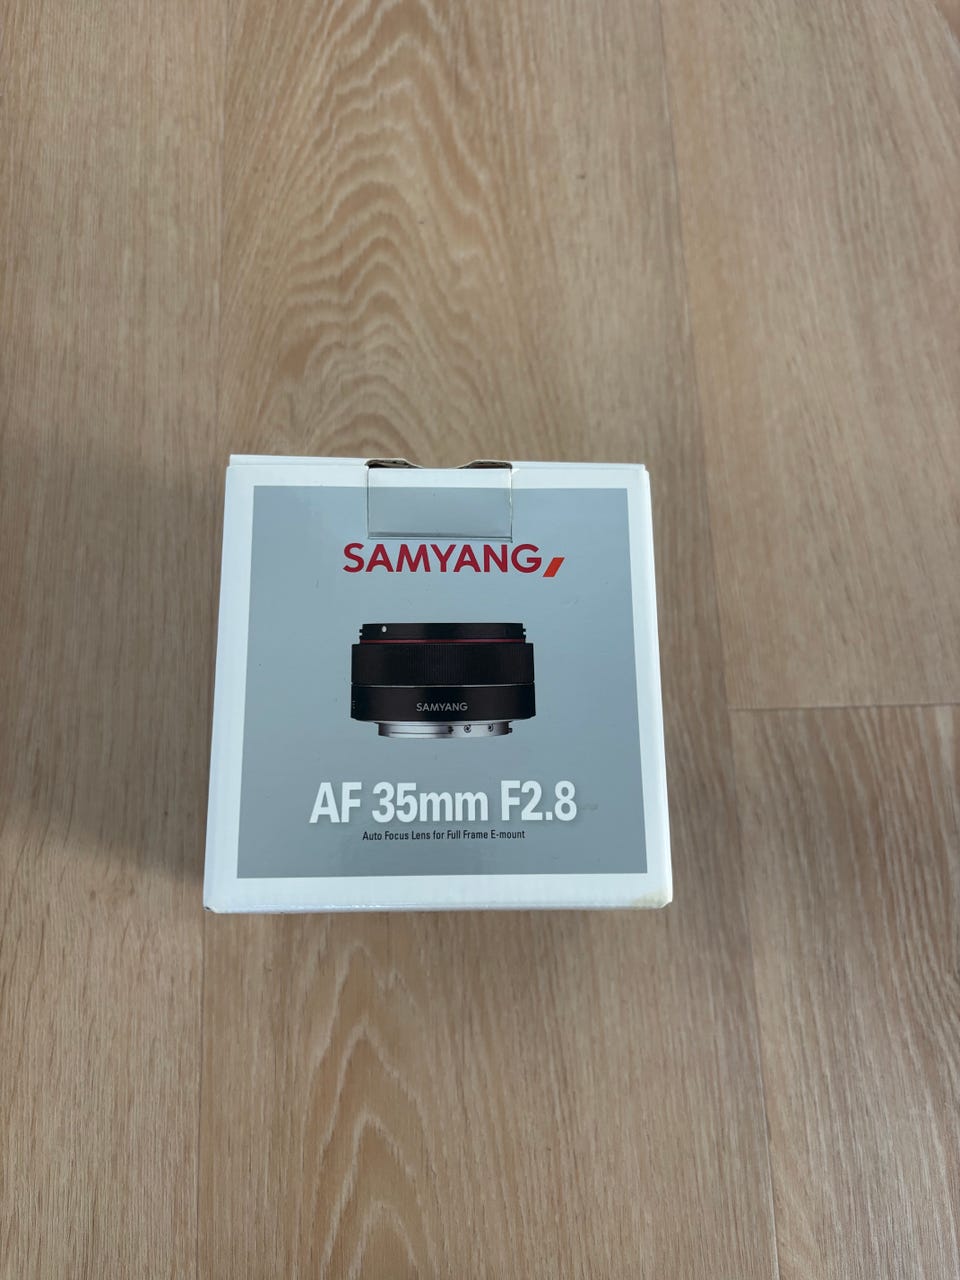 SAMYANG
SAMYANG
AF 35mm F2.8
Auto Focus Lens for Full Frame E-mount